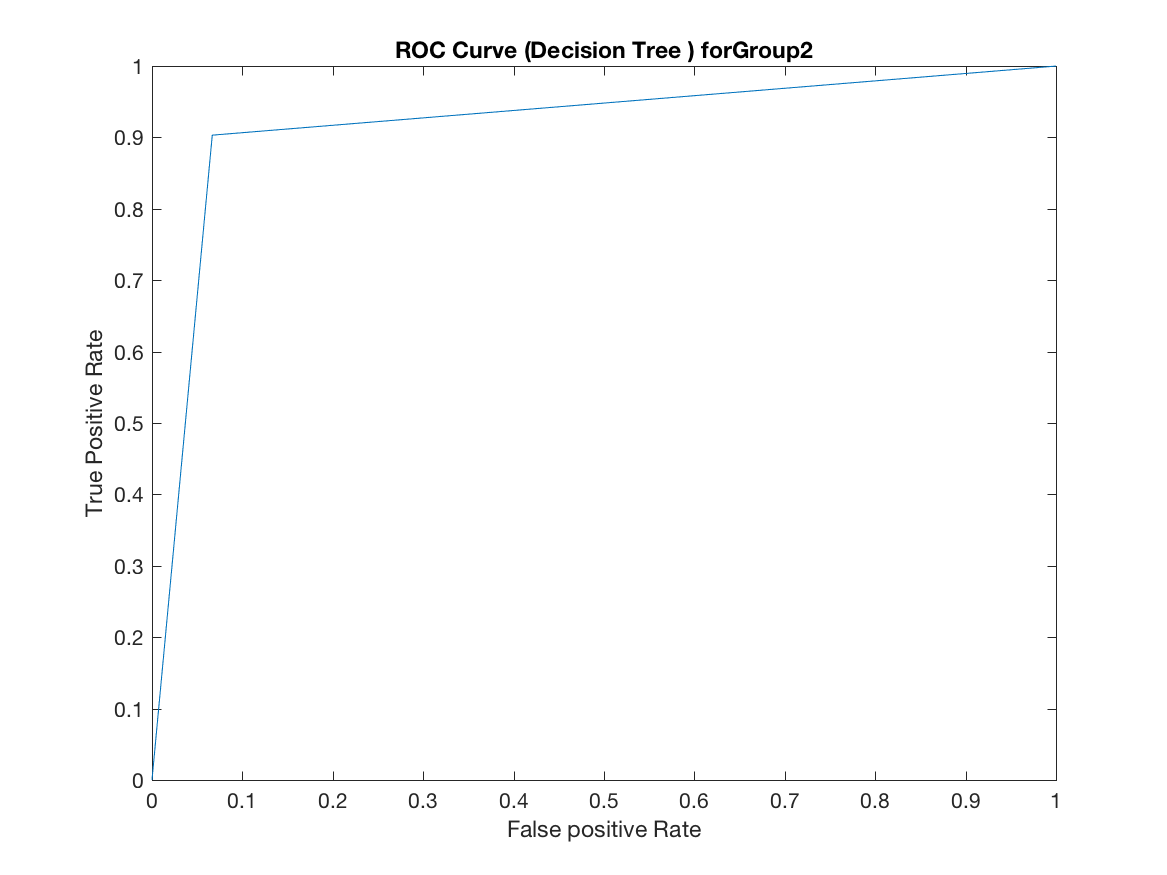 ROC Curve (Decision Tree ) forGroup2
1
0.9
0.8
0.7
0.6
0.5
0.4
0.3
0.2
0.1
0
True Positive Rate
0 0.1 0.2 0.3 0.4 0.5 0.6 0.7 0.8 0.9 1
False positive Rate